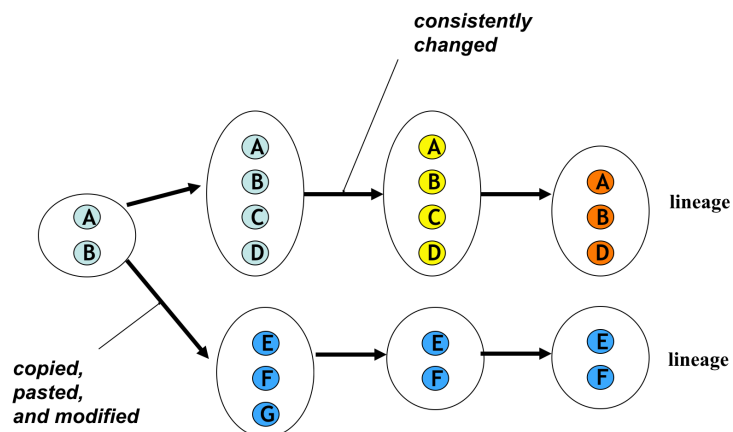 consistently
changed
A
B
C
D
A
B
C
D
A
B
D
lineage
A
B
E
F
G
E
F
E
F
lineage
copied,
pasted,
and modified